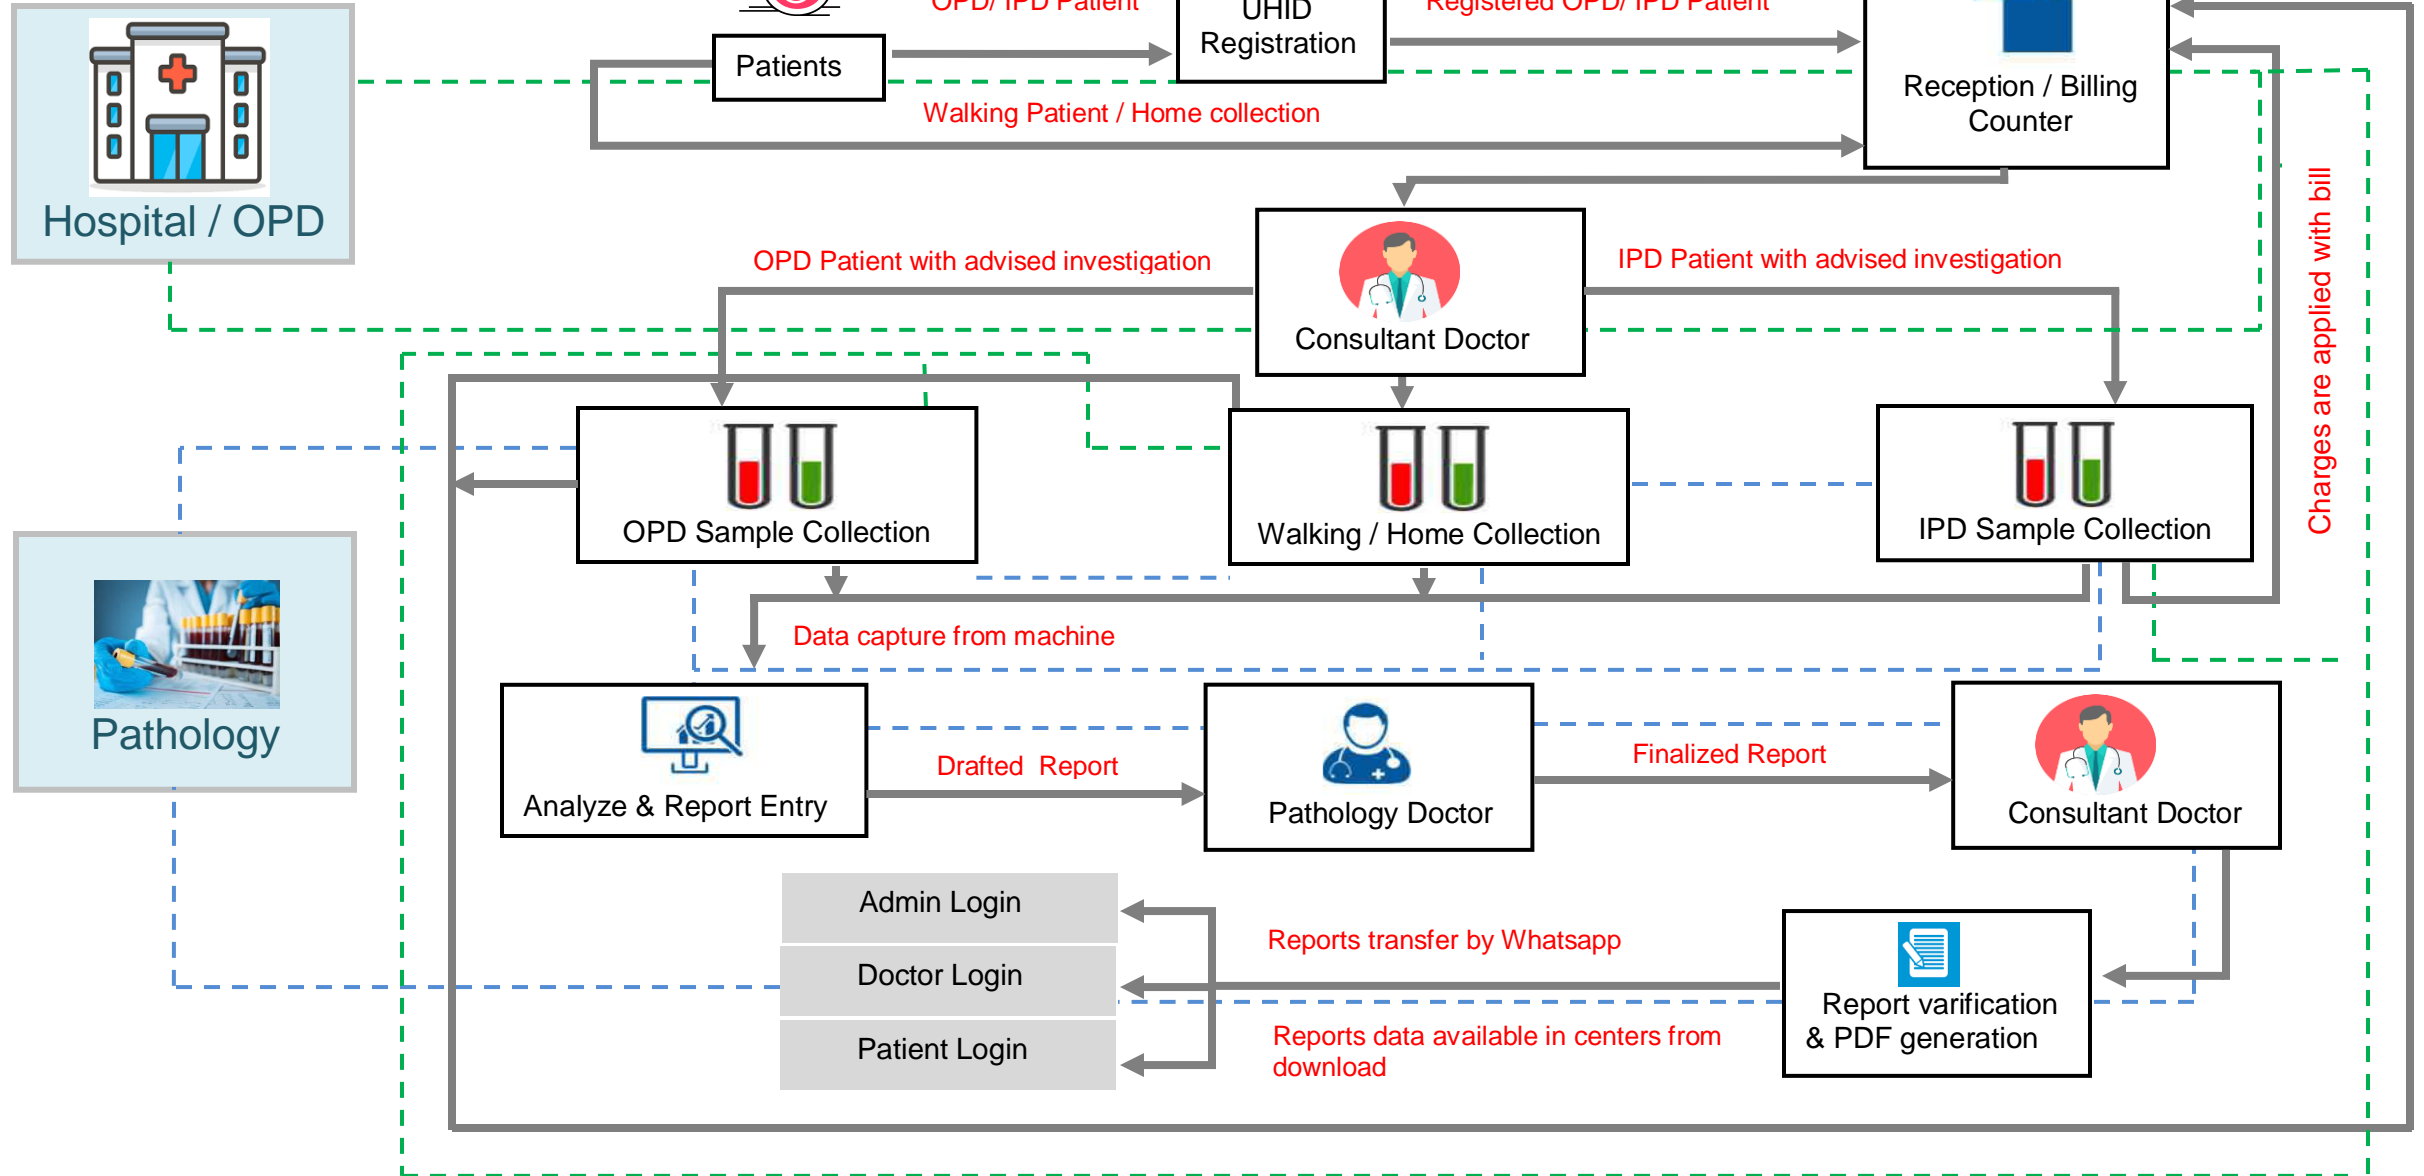 OPD/ IPD Patient
UHID
Registration
Registered OPD/ IPD Patient
Patients
Walking Patient / Home collection
Reception / Billing
Counter
Hospital / OPD
OPD Patient with advised investigation
IPD Patient with advised investigation
Consultant Doctor
Charges are applied with bill
OPD Sample Collection
Walking / Home Collection
IPD Sample Collection
Data capture from machine
Pathology
Analyze & Report Entry
Drafted Report
Pathology Doctor
Finalized Report
Consultant Doctor
Admin Login
Doctor Login
Patient Login
Reports transfer by Whatsapp
Reports data available in centers from
download
Report varification
& PDF generation